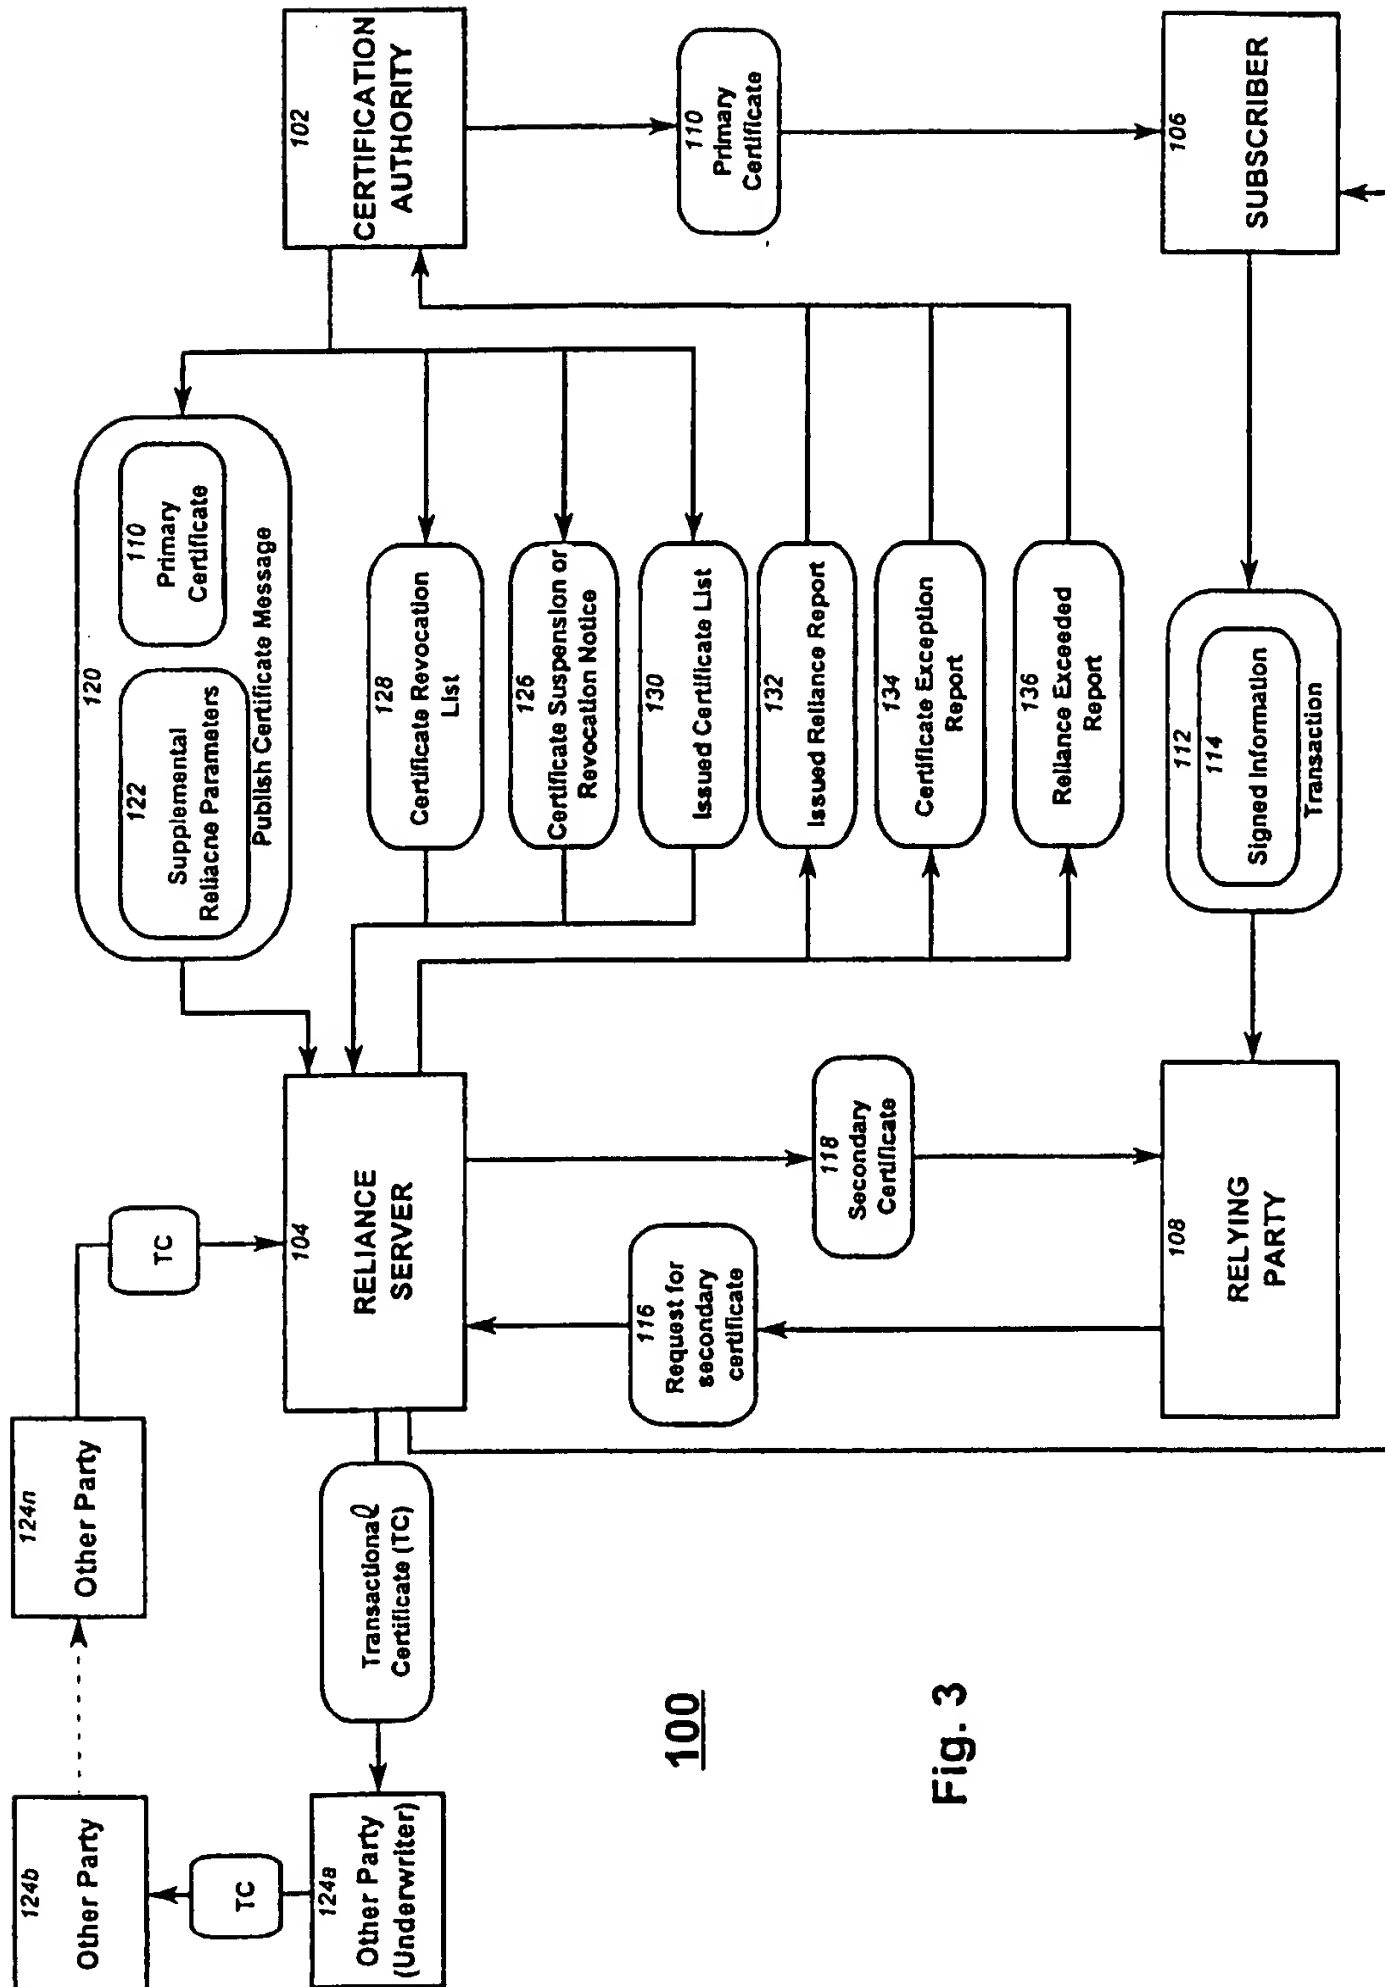 124b
Other Party
124n
Other Party
TC
TC
124a
Other Party
(Underwriter)
Transactional
Certificate (TC)
104
RELIANCE
SERVER
120
122
Supplemental
Reliacne Parameters
110
Primary
Certificate
Publish Certificate Message
102
CERTIFICATION
AUTHORITY
128
Certificate Revocation
List
126
Certificate Suspension or
Revocation Notice
130
Issued Certificate List
132
Issued Reliance Report
134
Certificate Exception
Report
136
Reliance Exceeded
Report
110
Primary
Certificate
116
Request for
secondary
certificate
118
Secondary
Certificate
108
RELYING
PARTY
112
114
Signed Information
Transaction
106
SUBSCRIBER
100
Fig. 3